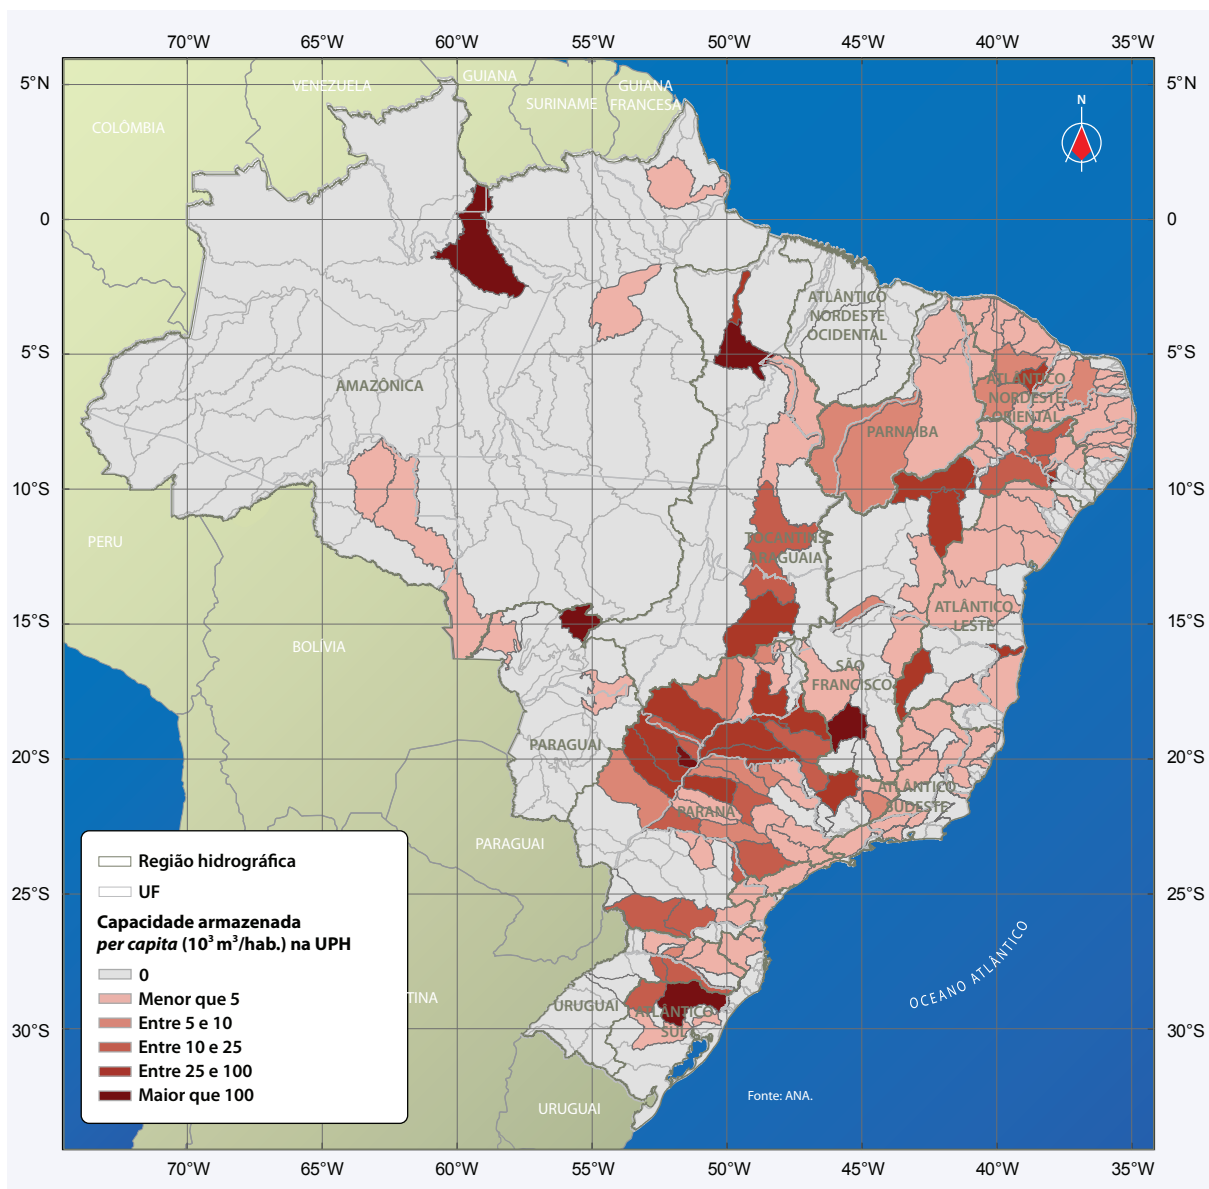 70°W 65°W 60°W 55°W 50°W 45°W 40°W 35°W
5°N 5°N
VENEZUELA
GUIANA
SURINAME
GUIANA
FRANCESA
COLÔMBIA
N
0 0
ATLÂNTICO
NORDESTE
OCIDENTAL
5°S 5°S
AMAZÔNICA
ATLÂNTICO
NORDESTE
ORIENTAL
PARNAÍBA
10°S 10°S
PERU
TOCANTINS
ARAGUAIA
ATLÂNTICO
LESTE
15°S 15°S
BOLÍVIA
SÃO
FRANCISCO
PARAGUAI
20°S 20°S
ATLÂNTICO
SUDESTE
PARANÁ
PARAGUAI
25°S 25°S
OCEANO ATLÂNTICO
TINA
URUGUAI
ATLÂNTICO
SUL
30°S 30°S
URUGUAI
Fonte: ANA.
Região hidrográfica
UF
Capacidade armazenada
per capita (10³ m³/hab.) na UPH
0
Menor que 5
Entre 5 e 10
Entre 10 e 25
Entre 25 e 100
Maior que 100
70°W 65°W 60°W 55°W 50°W 45°W 40°W 35°W